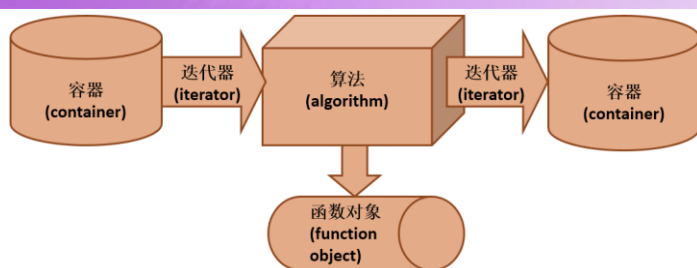 容器
(container)
迭代器
(iterator)
算法
(algorithm)
迭代器
(iterator)
容器
(container)
函数对象
(function
object)